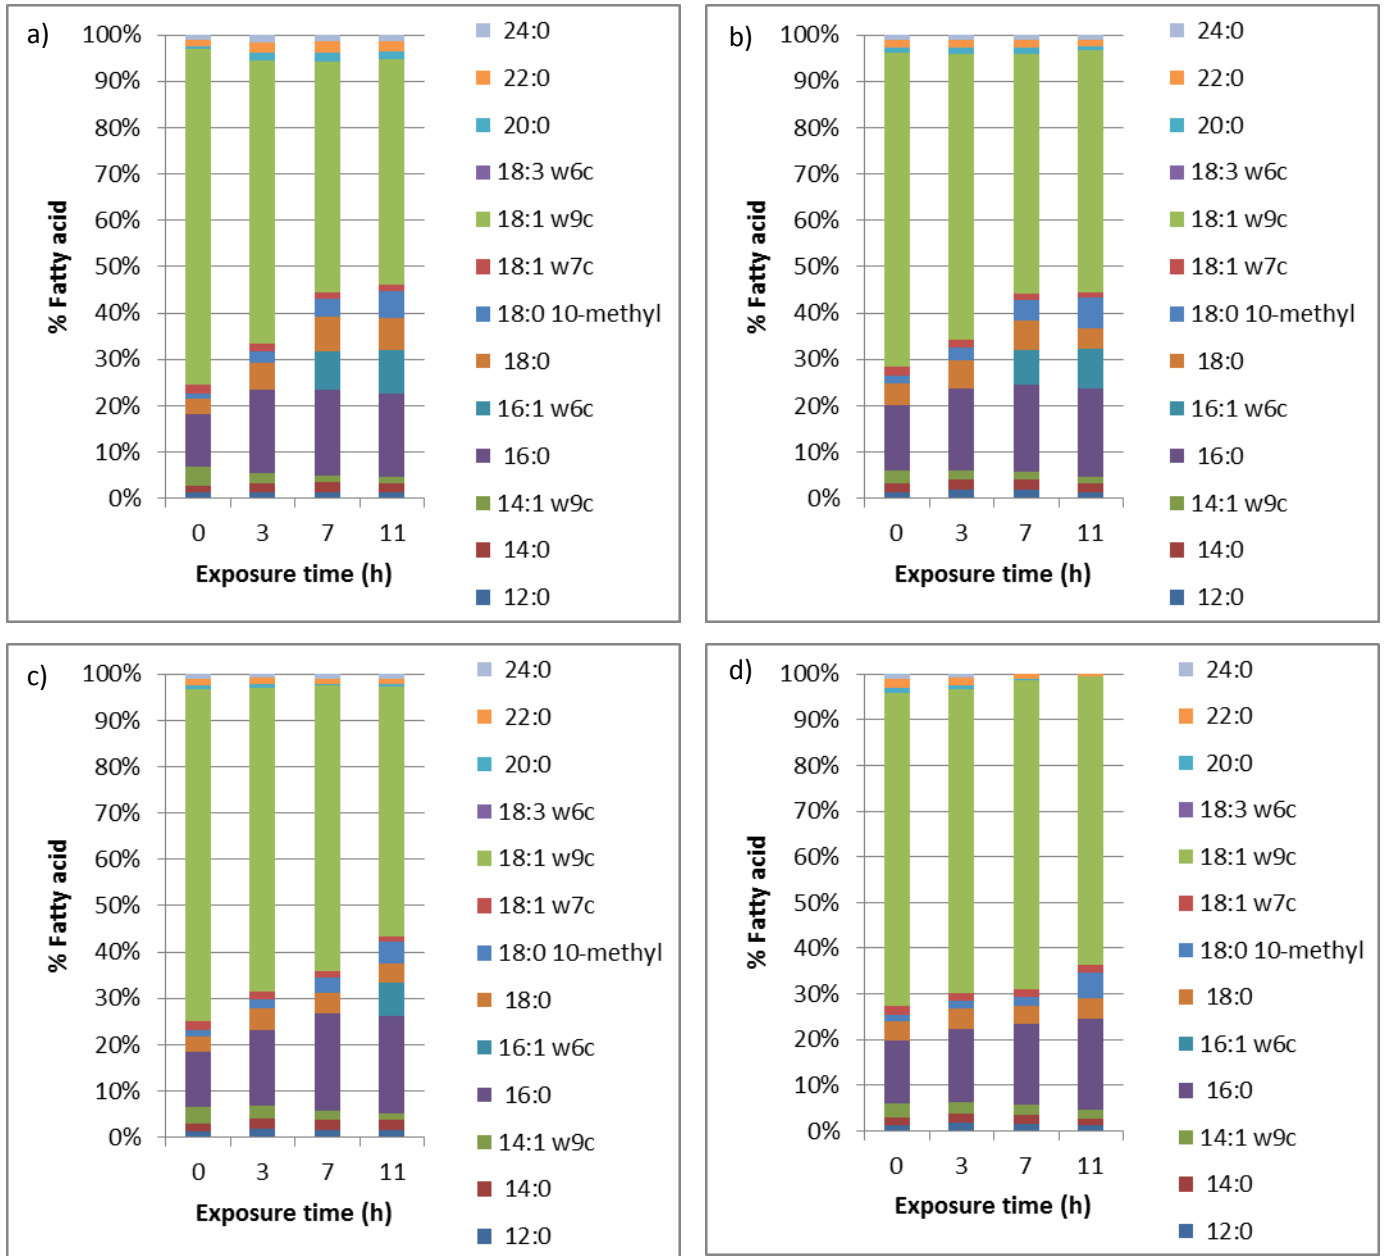 a)
% Fatty acid
100%
90%
80%
70%
60%
50%
40%
30%
20%
10%
0%
0 3 7 11
Exposure time (h)
24:0
22:0
20:0
18:3 w6c
18:1 w9c
18:1 w7c
18:0 10-methyl
18:0
16:1 w6c
16:0
14:1 w9c
14:0
12:0
b)
% Fatty acid
100%
90%
80%
70%
60%
50%
40%
30%
20%
10%
0%
0 3 7 11
Exposure time (h)
24:0
22:0
20:0
18:3 w6c
18:1 w9c
18:1 w7c
18:0 10-methyl
18:0
16:1 w6c
16:0
14:1 w9c
14:0
12:0
c)
% Fatty acid
100%
90%
80%
70%
60%
50%
40%
30%
20%
10%
0%
0 3 7 11
Exposure time (h)
24:0
22:0
20:0
18:3 w6c
18:1 w9c
18:1 w7c
18:0 10-methyl
18:0
16:1 w6c
16:0
14:1 w9c
14:0
12:0
d)
% Fatty acid
100%
90%
80%
70%
60%
50%
40%
30%
20%
10%
0%
0 3 7 11
Exposure time (h)
24:0
22:0
20:0
18:3 w6c
18:1 w9c
18:1 w7c
18:0 10-methyl
18:0
16:1 w6c
16:0
14:1 w9c
14:0
12:0